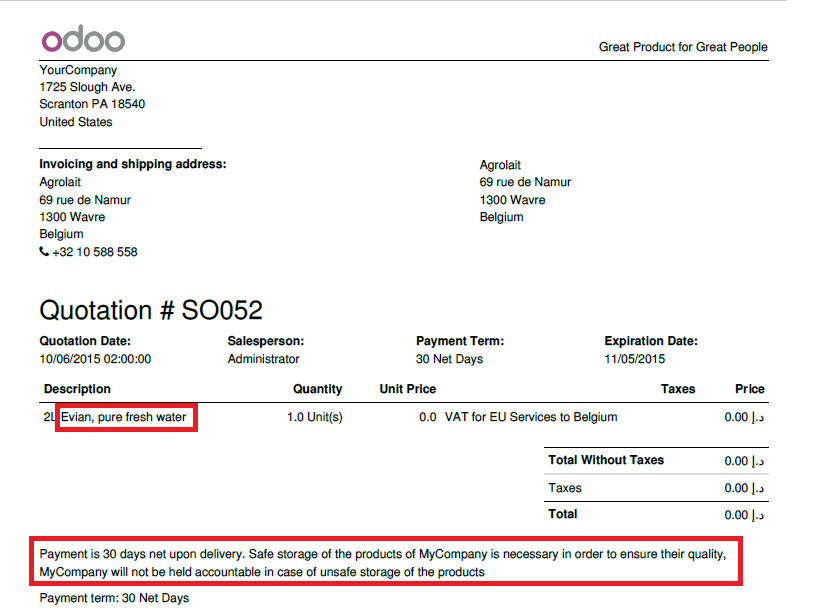 odoo
Great Product for Great People
YourCompany
1725 Slough Ave.
Scranton PA 18540
United States
Invoicing and shipping address:
Agrolait
69 rue de Namur
1300 Wavre
Belgium
+32 10 588 558
Agrolait
69 rue de Namur
1300 Wavre
Belgium
Quotation # SO052
Quotation Date: Salesperson: Payment Term: Expiration Date:
10/06/2015 02:00:00 Administrator 30 Net Days 11/05/2015
Description Quantity Unit Price Taxes Price
2L Evian, pure fresh water 1.0 Unit(s) 0.0 VAT for EU Services to Belgium 0.00 د.إ
Total Without Taxes 0.00 د.إ
Taxes 0.00 د.إ
Total 0.00 د.إ
Payment is 30 days net upon delivery. Safe storage of the products of MyCompany is necessary in order to ensure their quality,
MyCompany will not be held accountable in case of unsafe storage of the products
Payment term: 30 Net Days